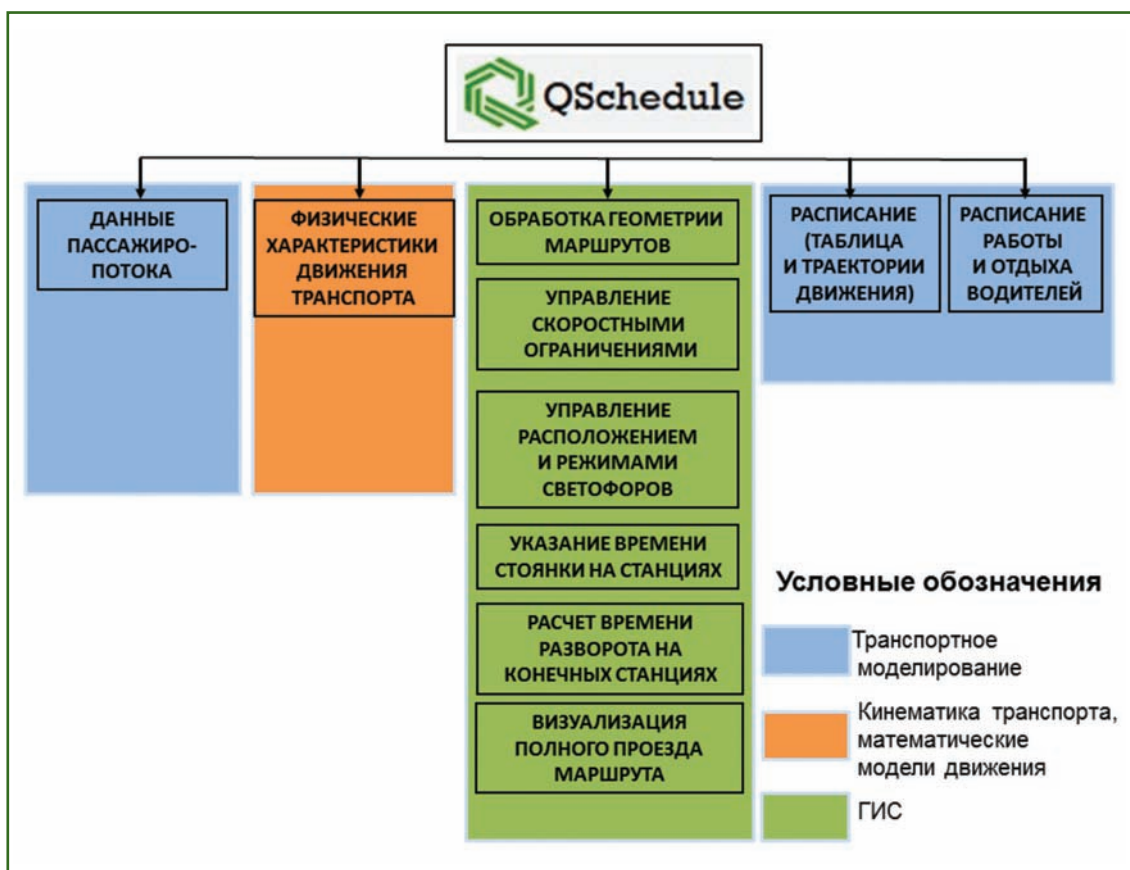 QSchedule
ДАННЫЕ
ПАССАЖИРО-
ПОТОКА
ФИЗИЧЕСКИЕ
ХАРАКТЕРИСТИКИ
ДВИЖЕНИЯ
ТРАНСПОРТА
ОБРАБОТКА ГЕОМЕТРИИ
МАРШРУТОВ
УПРАВЛЕНИЕ
СКОРОСТНЫМИ
ОГРАНИЧЕНИЯМИ
УПРАВЛЕНИЕ
РАСПОЛОЖЕНИЕМ
И РЕЖИМАМИ
СВЕТОФОРОВ
УКАЗАНИЕ ВРЕМЕНИ
СТОЯНКИ НА СТАНЦИЯХ
РАСЧЕТ ВРЕМЕНИ
РАЗВОРОТА НА
КОНЕЧНЫХ СТАНЦИЯХ
ВИЗУАЛИЗАЦИЯ
ПОЛНОГО ПРОЕЗДА
МАРШРУТА
РАСПИСАНИЕ
(ТАБЛИЦА
И ТРАЕКТОРИИ
ДВИЖЕНИЯ)
РАСПИСАНИЕ
РАБОТЫ
И ОТДЫХА
ВОДИТЕЛЕЙ
Условные обозначения
Транспортное
моделирование
Кинематика транспорта,
математические
модели движения
ГИС